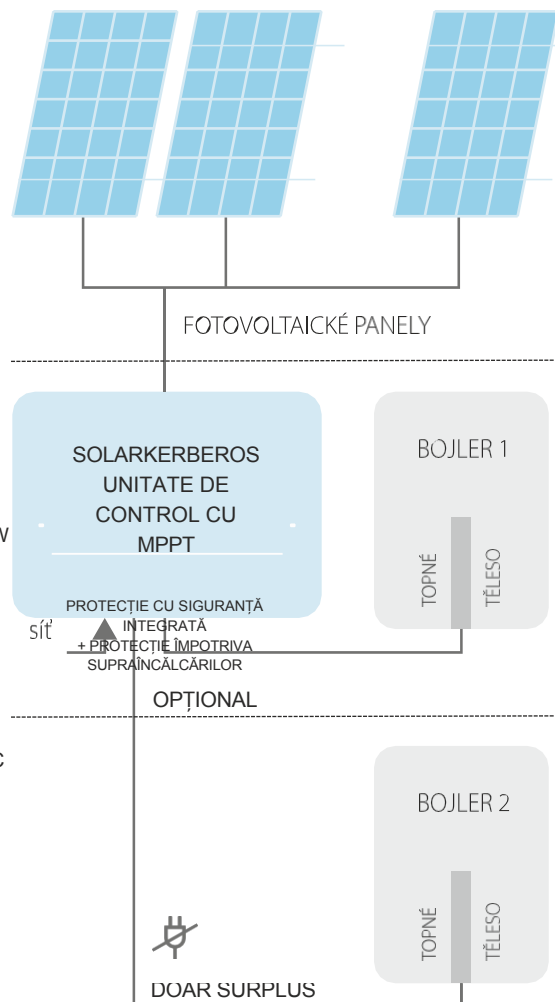 FOTOVOLTAICKÉ PANELY
SOLARKERBEROS
UNITATE DE
CONTROL CU
MPPT
PROTECȚIE CU SIGURANȚĂ
INTEGRATĂ
+ PROTECȚIE ÎMPOTRIVA
SUPRAÎNCĂLCĂRILOR
síť
BOJLER 1
TOPNÉ
TĚLESO
OPȚIONAL
BOJLER 2
TOPNÉ
TĚLESO
DOAR SURPLUS